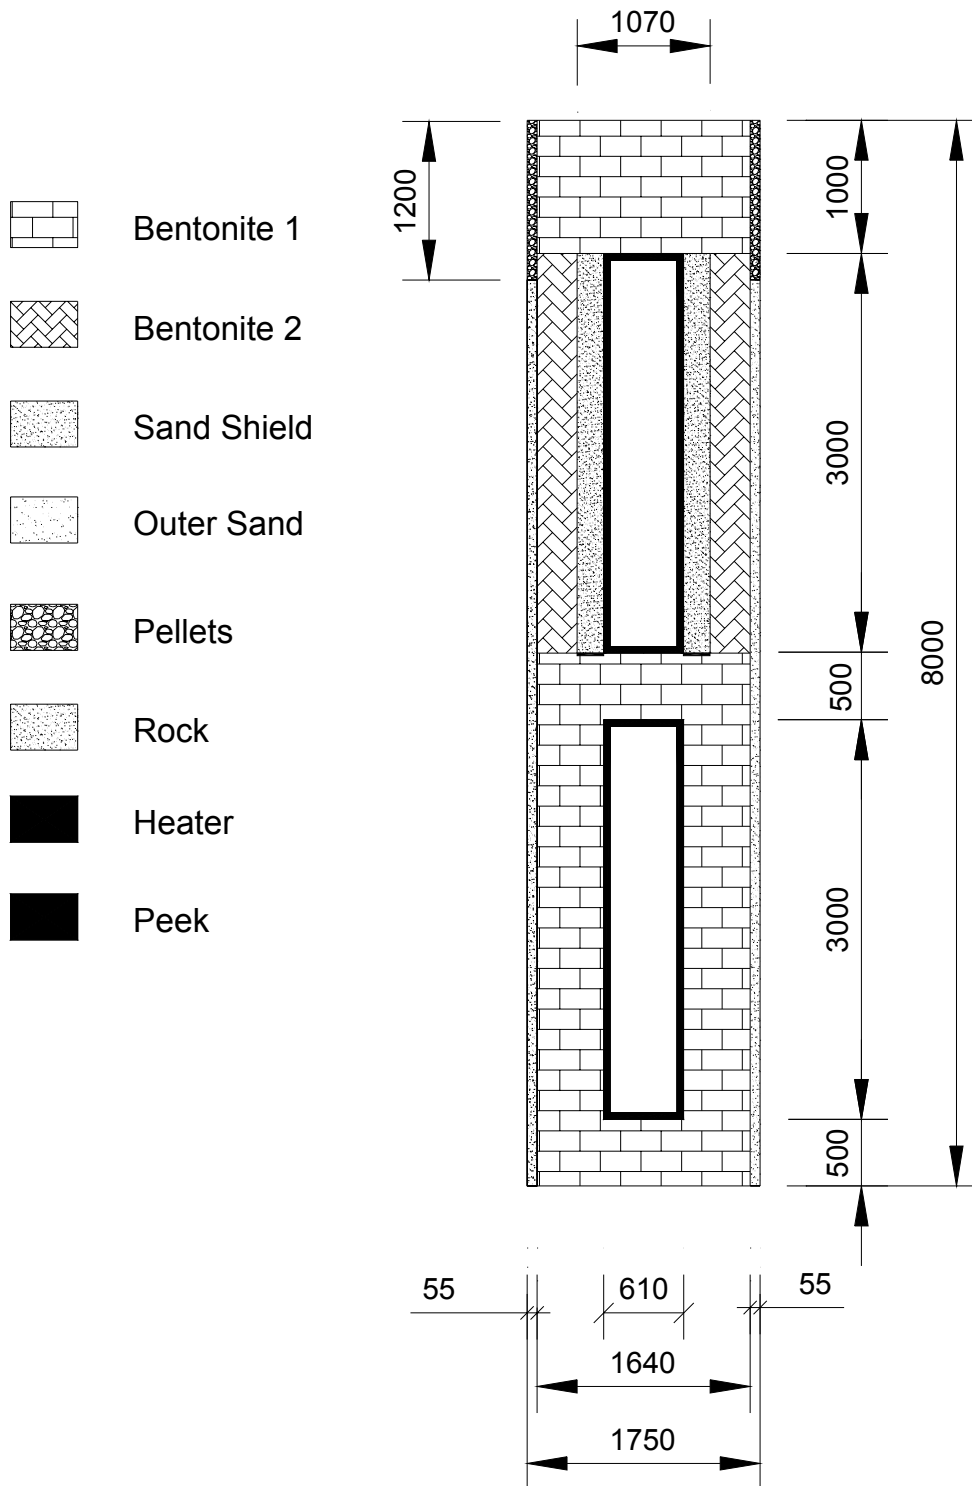 1070
1200
1000
Bentonite 1
Bentonite 2
3000
Sand Shield
Outer Sand
Pellets
8000
500
Rock
Heater
3000
Peek
500
55
610
55
1640
1750